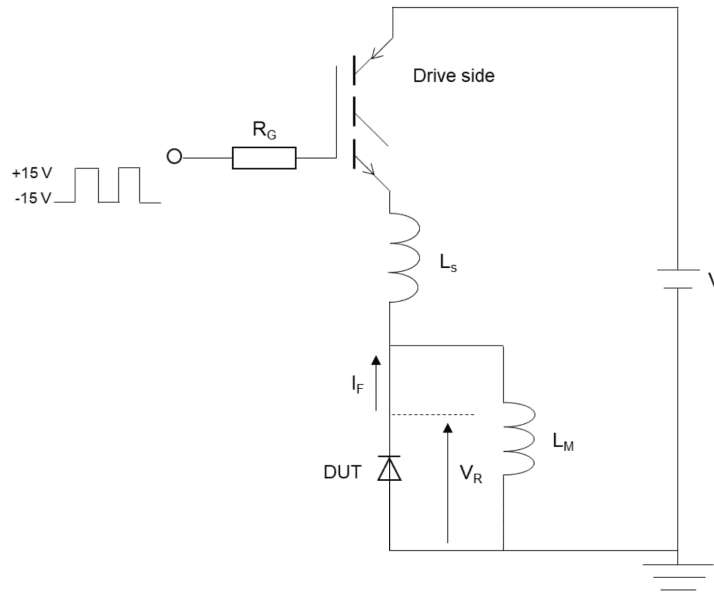 Drive side
R_G
+15 V
-15 V
L_s
V
I_F
L_M
DUT
V_R